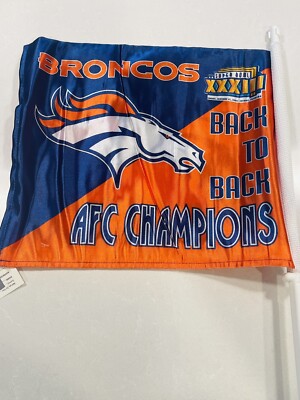 BRONCOS
SUPER BOWL
XXXIII
BACK
TO
BACK
AFC CHAMPIONS